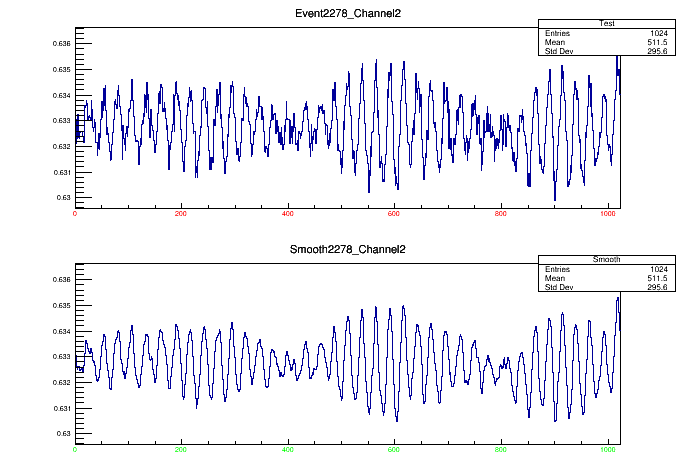 Event2278_Channel2
Test
Entries 1024
Mean 511.5
Std Dev 295.6
0.636
0.635
0.634
0.633
0.632
0.631
0.63
0 200 400 600 800 1000
Smooth2278_Channel2
Smooth
Entries 1024
Mean 511.5
Std Dev 295.6
0.636
0.635
0.634
0.633
0.632
0.631
0.63
0 200 400 600 800 1000